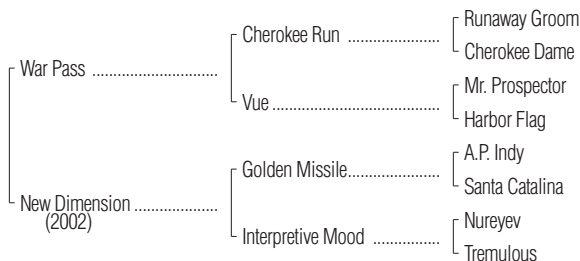 Runaway Groom
Cherokee Run ........................
Cherokee Dame
War Pass .................................
Mr. Prospector
Vue ...........................................
Harbor Flag
A.P. Indy
Golden Missile........................
Santa Catalina
New Dimension .....................
(2002)
Nureyev
Interpretive Mood .................
Tremulous